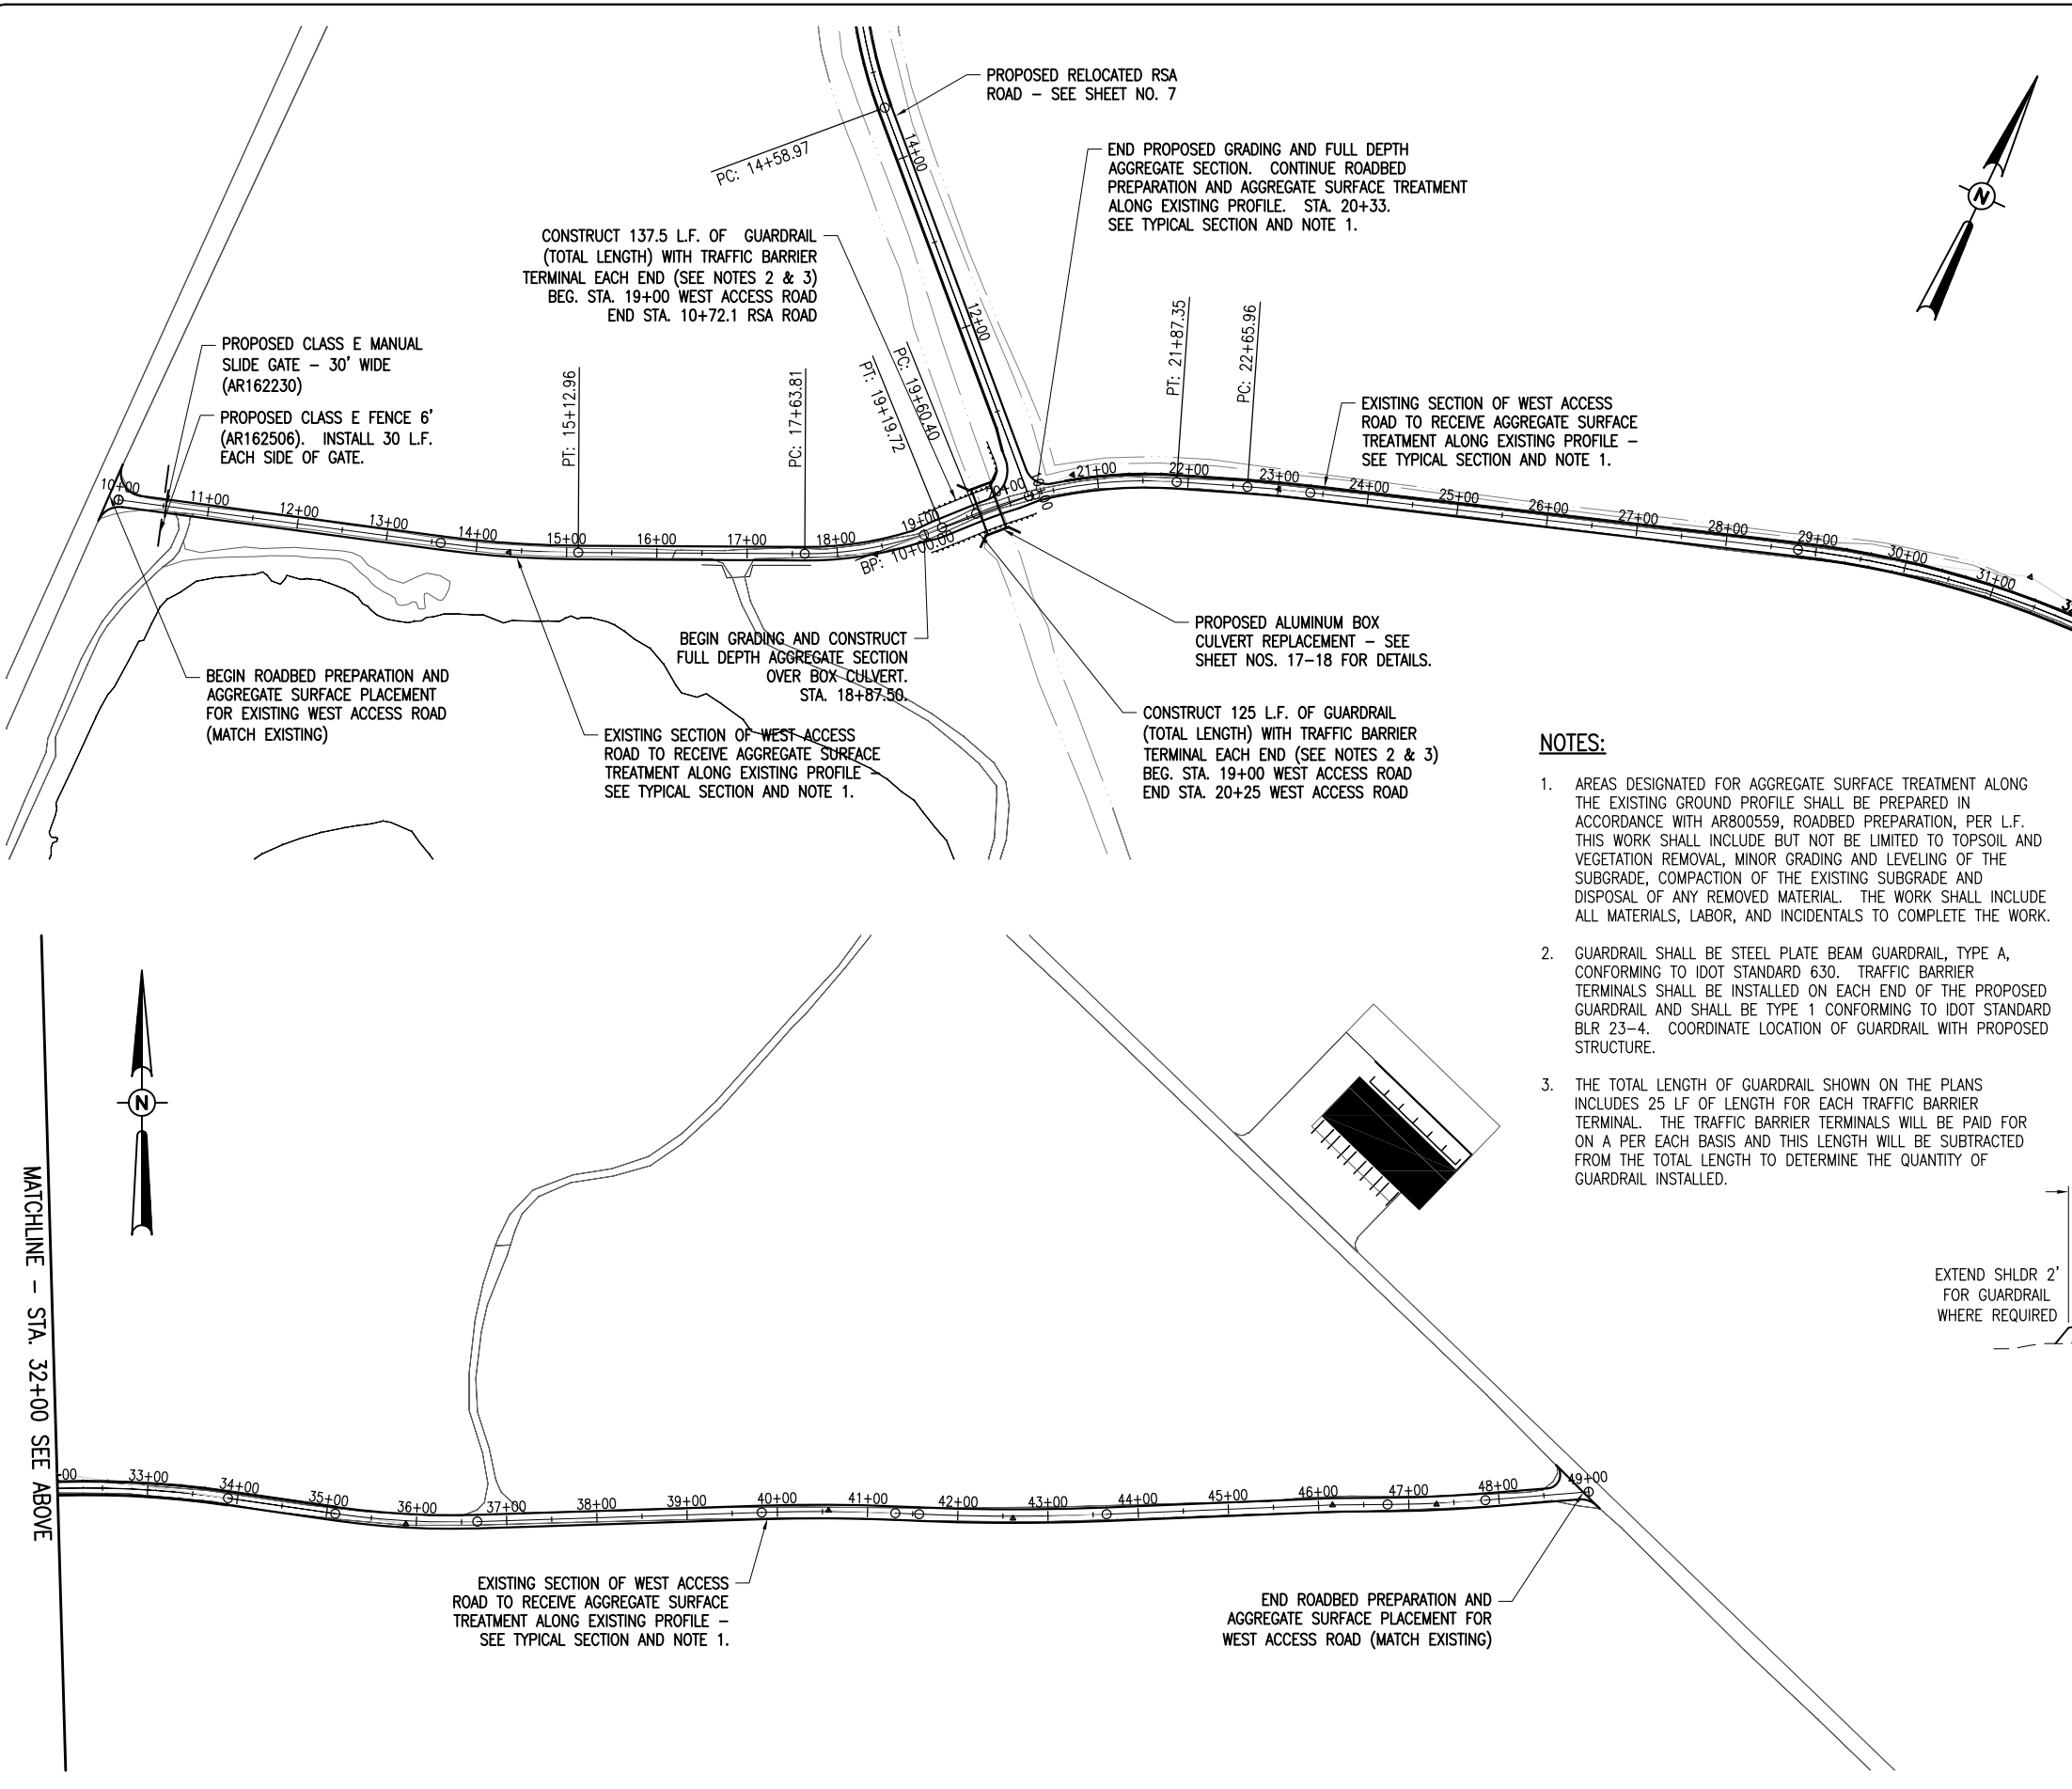 PROPOSED RELOCATED RSA
ROAD – SEE SHEET NO. 7
PC: 14+58.97
14+00
END PROPOSED GRADING AND FULL DEPTH
AGGREGATE SECTION. CONTINUE ROADBED
PREPARATION AND AGGREGATE SURFACE TREATMENT
ALONG EXISTING PROFILE. STA. 20+33.
SEE TYPICAL SECTION AND NOTE 1.
N
CONSTRUCT 137.5 L.F. OF GUARDRAIL
(TOTAL LENGTH) WITH TRAFFIC BARRIER
TERMINAL EACH END (SEE NOTES 2 & 3)
BEG. STA. 19+00 WEST ACCESS ROAD
END STA. 10+72.1 RSA ROAD
12+00
PROPOSED CLASS E MANUAL
SLIDE GATE – 30' WIDE
(AR162230)
PROPOSED CLASS E FENCE 6'
(AR162506). INSTALL 30 L.F.
EACH SIDE OF GATE.
PT: 15+12.96
PC: 17+63.81
PT: 19+19.72
PC: 19+60.40
PT: 21+87.35
PC: 22+65.96
EXISTING SECTION OF WEST ACCESS
ROAD TO RECEIVE AGGREGATE SURFACE
TREATMENT ALONG EXISTING PROFILE –
SEE TYPICAL SECTION AND NOTE 1.
10+00
11+00
12+00
13+00
14+00
15+00
16+00
17+00
18+00
19+00
20+00
21+00
22+00
23+00
24+00
25+00
26+00
27+00
28+00
29+00
30+00
31+00
BP: 10+00.00
BEGIN ROADBED PREPARATION AND
AGGREGATE SURFACE PLACEMENT
FOR EXISTING WEST ACCESS ROAD
(MATCH EXISTING)
EXISTING SECTION OF WEST ACCESS
ROAD TO RECEIVE AGGREGATE SURFACE
TREATMENT ALONG EXISTING PROFILE –
SEE TYPICAL SECTION AND NOTE 1.
BEGIN GRADING AND CONSTRUCT
FULL DEPTH AGGREGATE SECTION
OVER BOX CULVERT.
STA. 18+87.50.
PROPOSED ALUMINUM BOX
CULVERT REPLACEMENT – SEE
SHEET NOS. 17–18 FOR DETAILS.
CONSTRUCT 125 L.F. OF GUARDRAIL
(TOTAL LENGTH) WITH TRAFFIC BARRIER
TERMINAL EACH END (SEE NOTES 2 & 3)
BEG. STA. 19+00 WEST ACCESS ROAD
END STA. 20+25 WEST ACCESS ROAD
NOTES:
1. AREAS DESIGNATED FOR AGGREGATE SURFACE TREATMENT ALONG
THE EXISTING GROUND PROFILE SHALL BE PREPARED IN
ACCORDANCE WITH AR800559, ROADBED PREPARATION, PER L.F.
THIS WORK SHALL INCLUDE BUT NOT BE LIMITED TO TOPSOIL AND
VEGETATION REMOVAL, MINOR GRADING AND LEVELING OF THE
SUBGRADE, COMPACTION OF THE EXISTING SUBGRADE AND
DISPOSAL OF ANY REMOVED MATERIAL. THE WORK SHALL INCLUDE
ALL MATERIALS, LABOR, AND INCIDENTALS TO COMPLETE THE WORK.
2. GUARDRAIL SHALL BE STEEL PLATE BEAM GUARDRAIL, TYPE A,
CONFORMING TO IDOT STANDARD 630. TRAFFIC BARRIER
TERMINALS SHALL BE INSTALLED ON EACH END OF THE PROPOSED
GUARDRAIL AND SHALL BE TYPE 1 CONFORMING TO IDOT STANDARD
BLR 23–4. COORDINATE LOCATION OF GUARDRAIL WITH PROPOSED
STRUCTURE.
3. THE TOTAL LENGTH OF GUARDRAIL SHOWN ON THE PLANS
INCLUDES 25 LF OF LENGTH FOR EACH TRAFFIC BARRIER
TERMINAL. THE TRAFFIC BARRIER TERMINALS WILL BE PAID FOR
ON A PER EACH BASIS AND THIS LENGTH WILL BE SUBTRACTED
FROM THE TOTAL LENGTH TO DETERMINE THE QUANTITY OF
GUARDRAIL INSTALLED.
EXTEND SHLDR 2'
FOR GUARDRAIL
WHERE REQUIRED
N
MATCHLINE – STA. 32+00 SEE ABOVE
33+00
34+00
35+00
36+00
37+00
38+00
39+00
40+00
41+00
42+00
43+00
44+00
45+00
46+00
47+00
48+00
49+00
EXISTING SECTION OF WEST ACCESS
ROAD TO RECEIVE AGGREGATE SURFACE
TREATMENT ALONG EXISTING PROFILE –
SEE TYPICAL SECTION AND NOTE 1.
END ROADBED PREPARATION AND
AGGREGATE SURFACE PLACEMENT FOR
WEST ACCESS ROAD (MATCH EXISTING)